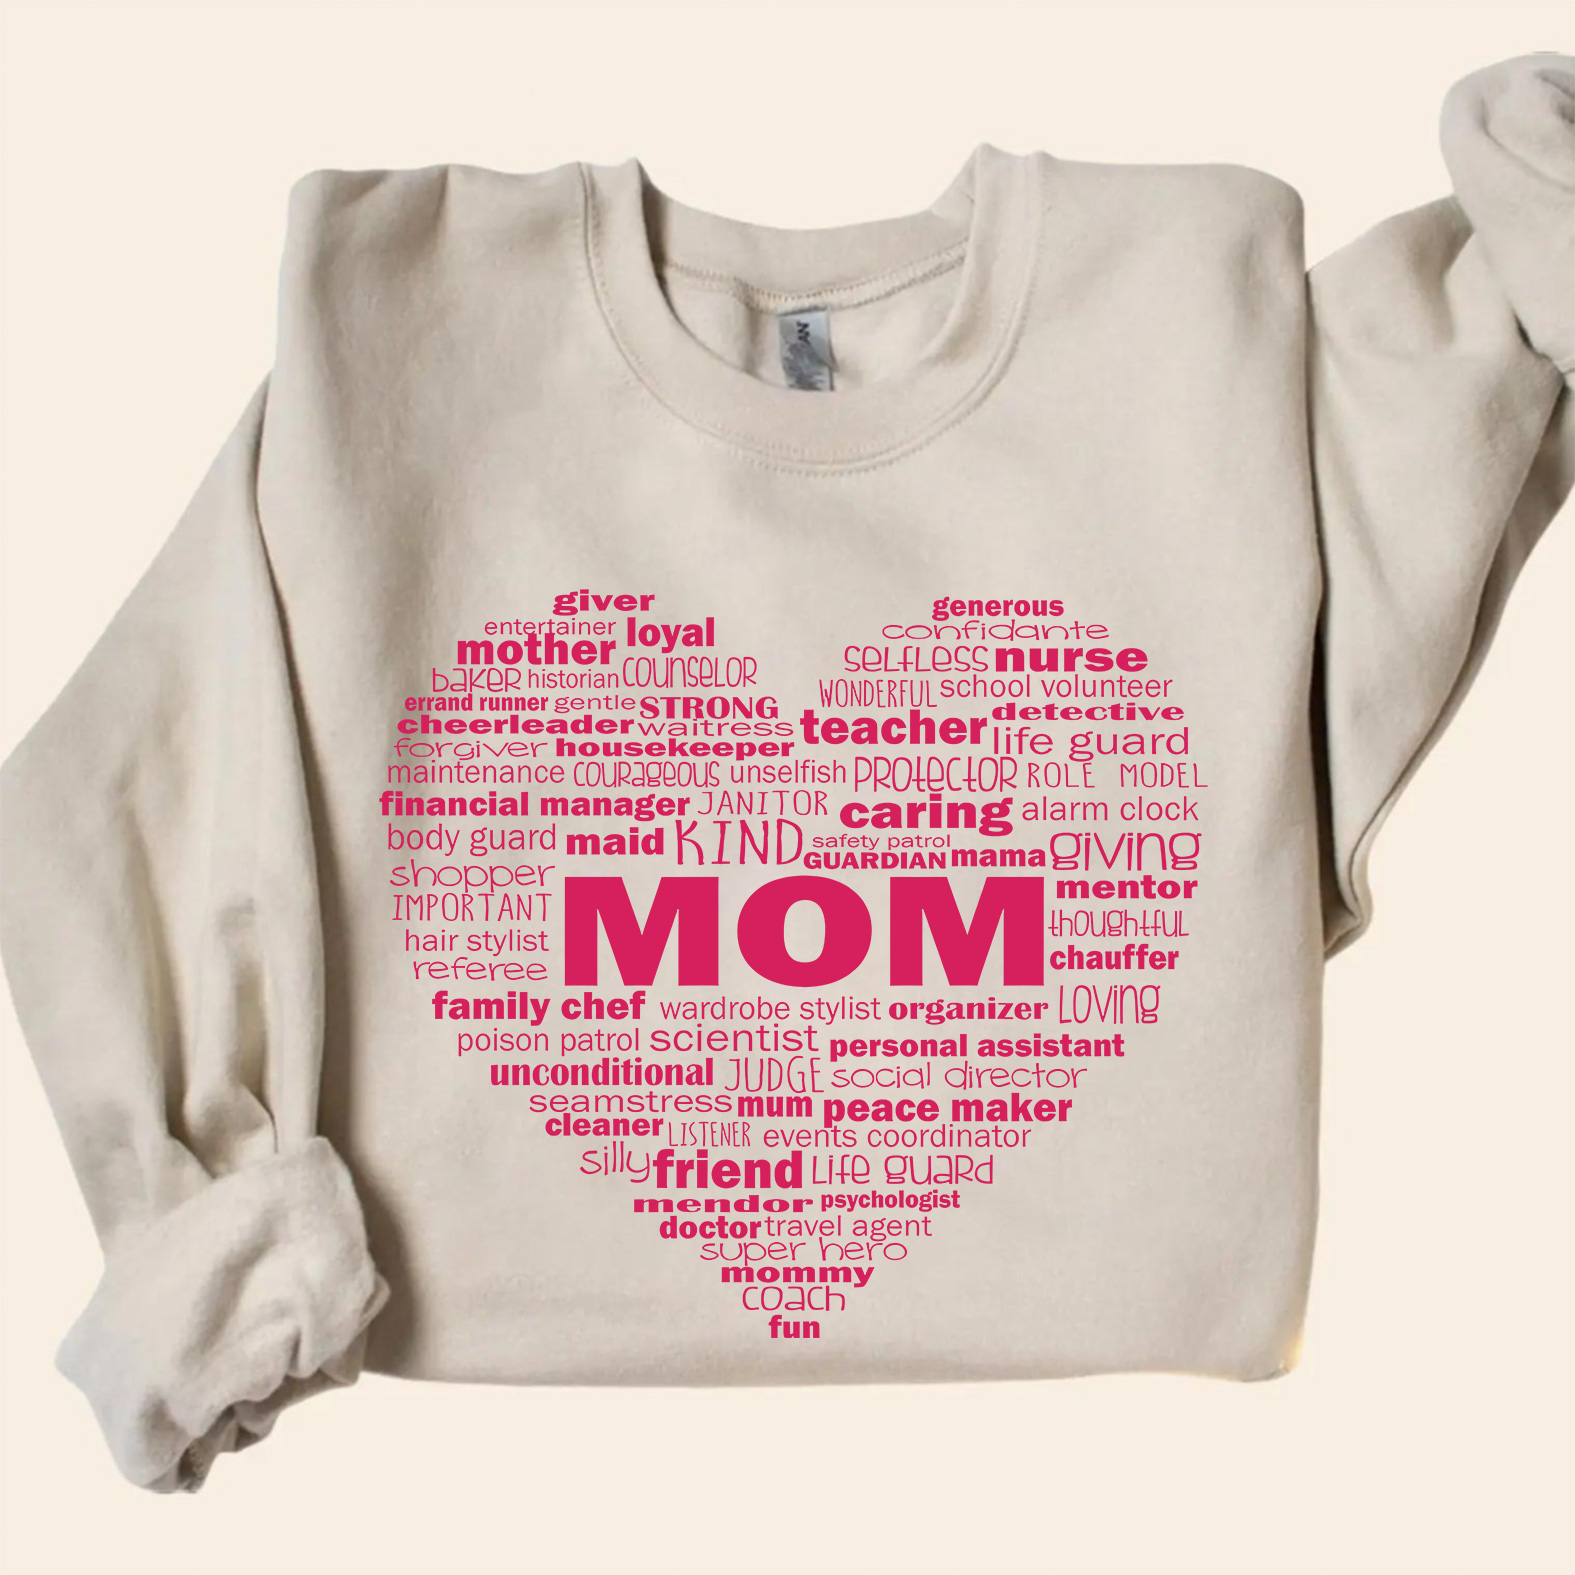 AN
giver
entertainer loyal
mother
baker historian COUNSELOR
errand runner gentle STRONG
cheerleader waitress
forgiver housekeeper
generous
confidante
SELFLESS nurse
WONDERFUL school volunteer
teacher detective
life guard
maintenance COURAGEOUS unselfish PROTECTOR ROLE MODEL
financial manager JANITOR caring alarm clock
body guard maid KIND safety patrol
GUARDIAN mama giving
shopper
IMPORTANT
hair stylist
referee
MOM
mentor
thoughtful
chauffer
family chef wardrobe stylist organizer LOVING
poison patrol scientist personal assistant
unconditional JUDGE social director
seamstress mum peace maker
cleaner LISTENER events coordinator
silly friend Life guard
mendor psychologist
doctor travel agent
super hero
mommy
coach
fun